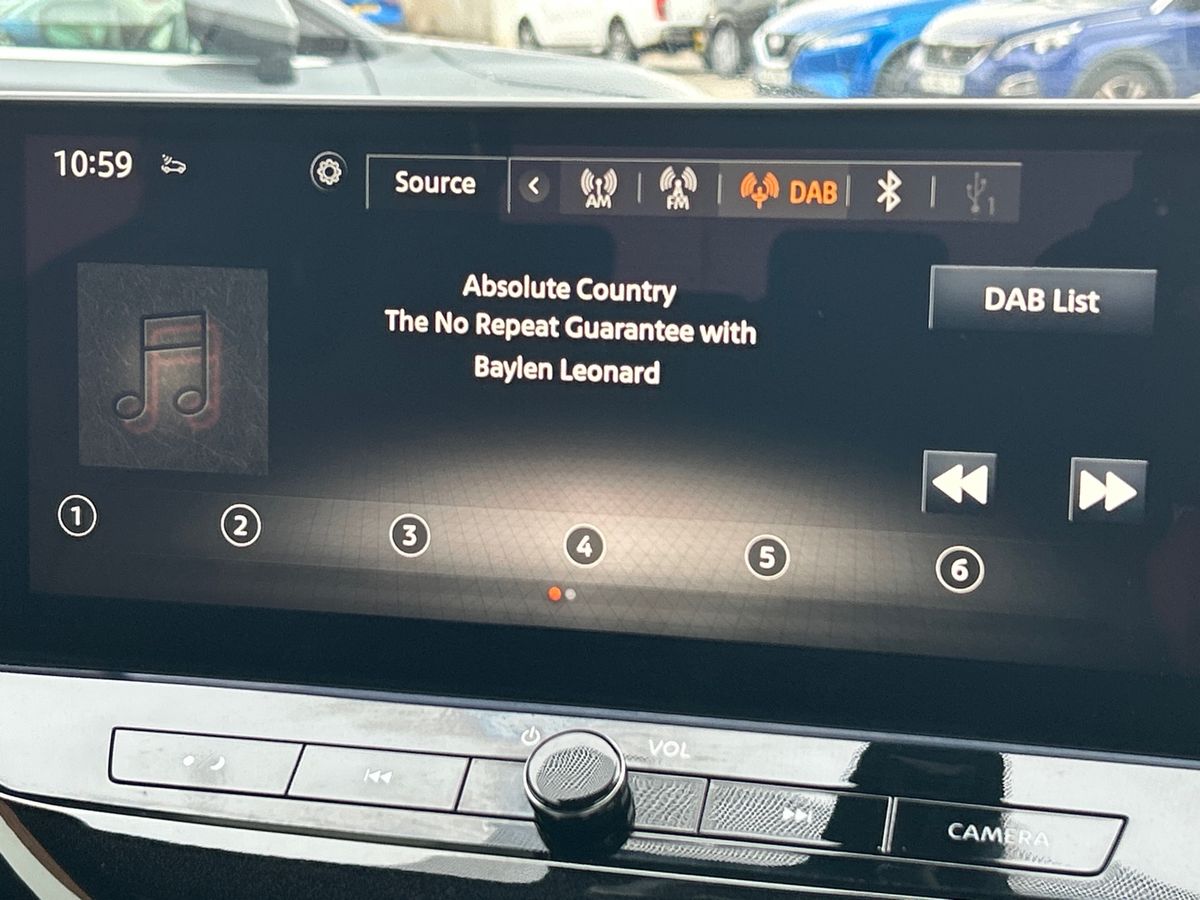 10:59
Source
AM
FM
DAB
1
Absolute Country
The No Repeat Guarantee with
Baylen Leonard
DAB List
1
2
3
4
5
6
VOL
CAMERA